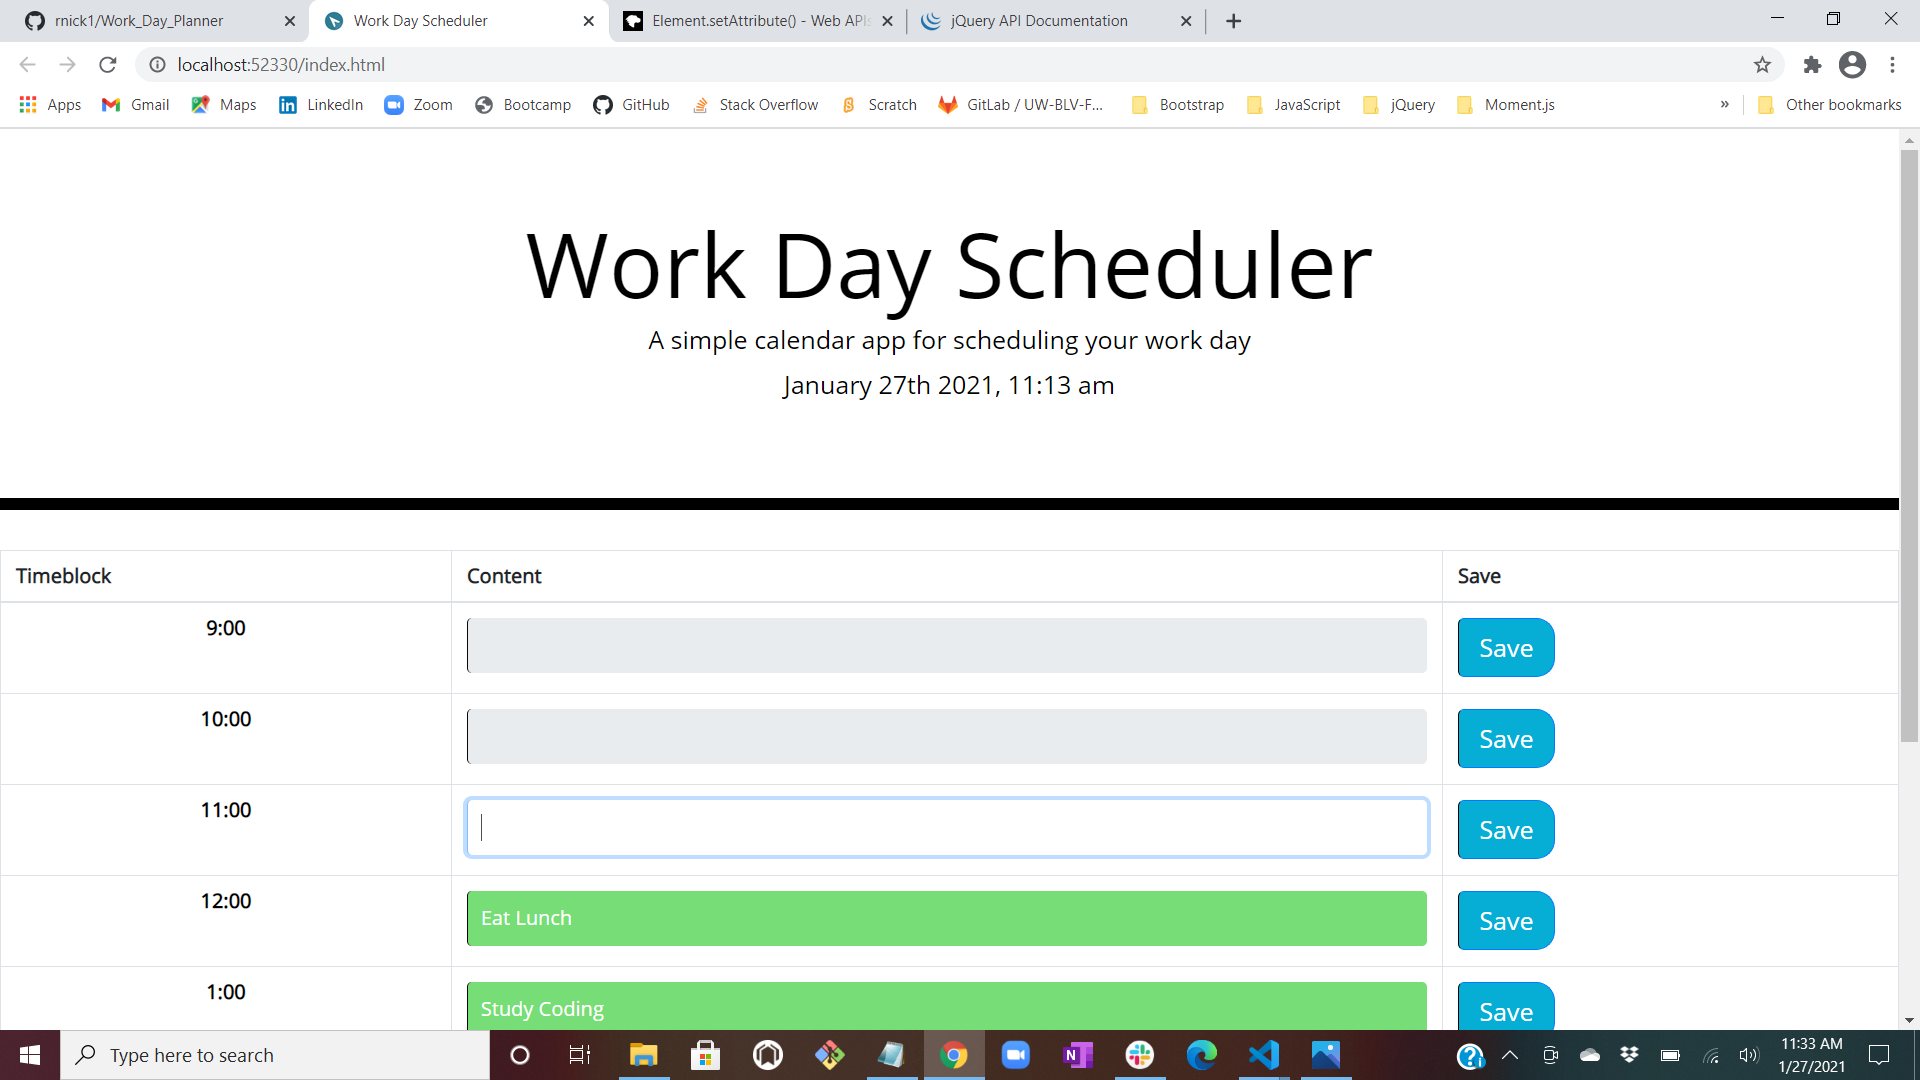 rnick1/Work_Day_Planner
Work Day Scheduler
Element.setAttribute() - Web APIs
jQuery API Documentation
localhost:52330/index.html
Apps
Gmail
Maps
LinkedIn
Zoom
Bootcamp
GitHub
Stack Overflow
Scratch
GitLab / UW-BLV-F...
Bootstrap
JavaScript
jQuery
Moment.js
»
Other bookmarks
Work Day Scheduler
A simple calendar app for scheduling your work day
January 27th 2021, 11:13 am
Timeblock Content Save
9:00 Save
10:00 Save
11:00 Save
12:00 Eat Lunch Save
1:00 Study Coding Save
Type here to search
11:33 AM
1/27/2021